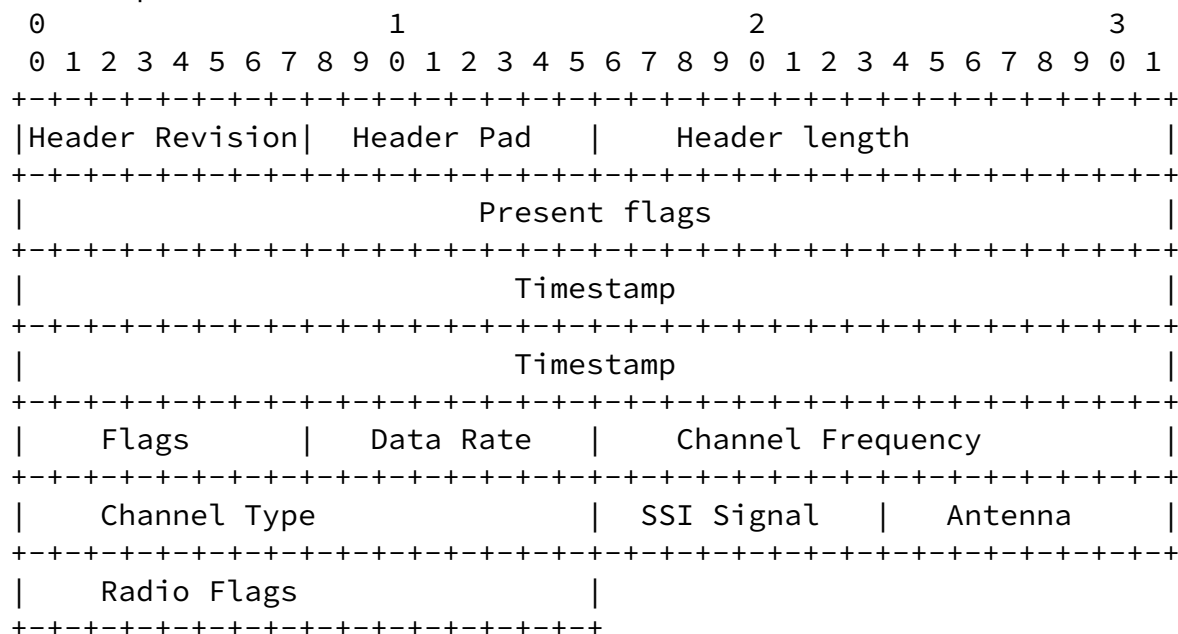 0                   1                   2                   3
 0 1 2 3 4 5 6 7 8 9 0 1 2 3 4 5 6 7 8 9 0 1 2 3 4 5 6 7 8 9 0 1
+-+-+-+-+-+-+-+-+-+-+-+-+-+-+-+-+-+-+-+-+-+-+-+-+-+-+-+-+-+-+-+-+
|Header Revision|  Header Pad   |    Header length              |
+-+-+-+-+-+-+-+-+-+-+-+-+-+-+-+-+-+-+-+-+-+-+-+-+-+-+-+-+-+-+-+-+
|                         Present flags                         |
+-+-+-+-+-+-+-+-+-+-+-+-+-+-+-+-+-+-+-+-+-+-+-+-+-+-+-+-+-+-+-+-+
|                           Timestamp                           |
+-+-+-+-+-+-+-+-+-+-+-+-+-+-+-+-+-+-+-+-+-+-+-+-+-+-+-+-+-+-+-+-+
|                           Timestamp                           |
+-+-+-+-+-+-+-+-+-+-+-+-+-+-+-+-+-+-+-+-+-+-+-+-+-+-+-+-+-+-+-+-+
|    Flags      |   Data Rate   |    Channel Frequency          |
+-+-+-+-+-+-+-+-+-+-+-+-+-+-+-+-+-+-+-+-+-+-+-+-+-+-+-+-+-+-+-+-+
|    Channel Type               |  SSI Signal   |   Antenna     |
+-+-+-+-+-+-+-+-+-+-+-+-+-+-+-+-+-+-+-+-+-+-+-+-+-+-+-+-+-+-+-+-+
|    Radio Flags                |
+-+-+-+-+-+-+-+-+-+-+-+-+-+-+-+-+